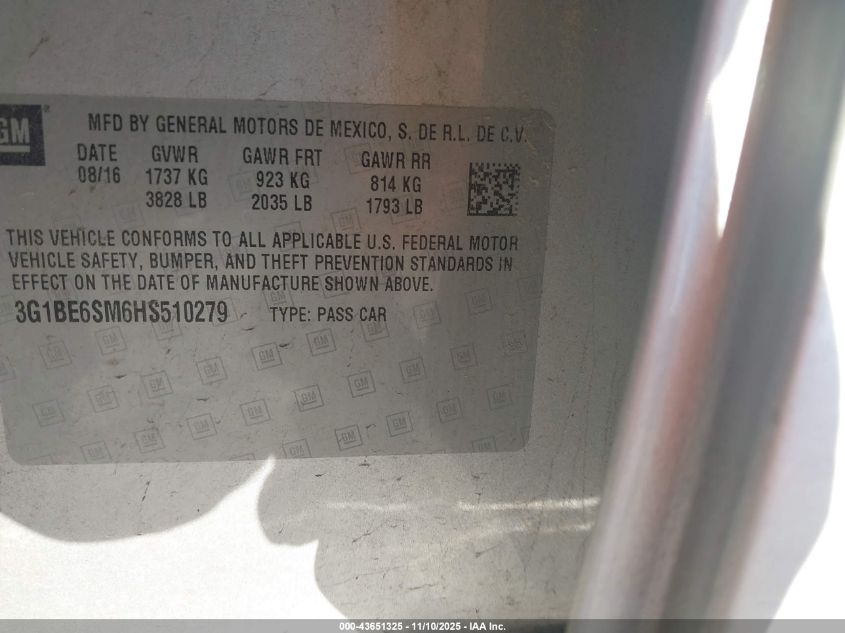 GM
MFD BY GENERAL MOTORS DE MEXICO, S. DE R.L. DE C.V.
DATE GVWR GAWR FRT GAWR RR
08/16 1737 KG 923 KG 814 KG
3828 LB 2035 LB 1793 LB
THIS VEHICLE CONFORMS TO ALL APPLICABLE U.S. FEDERAL MOTOR
VEHICLE SAFETY, BUMPER, AND THEFT PREVENTION STANDARDS IN
EFFECT ON THE DATE OF MANUFACTURE SHOWN ABOVE.
3G1BE6SM6HS510279 TYPE: PASS CAR
000-43651325 - 11/10/2025 - IAA Inc.